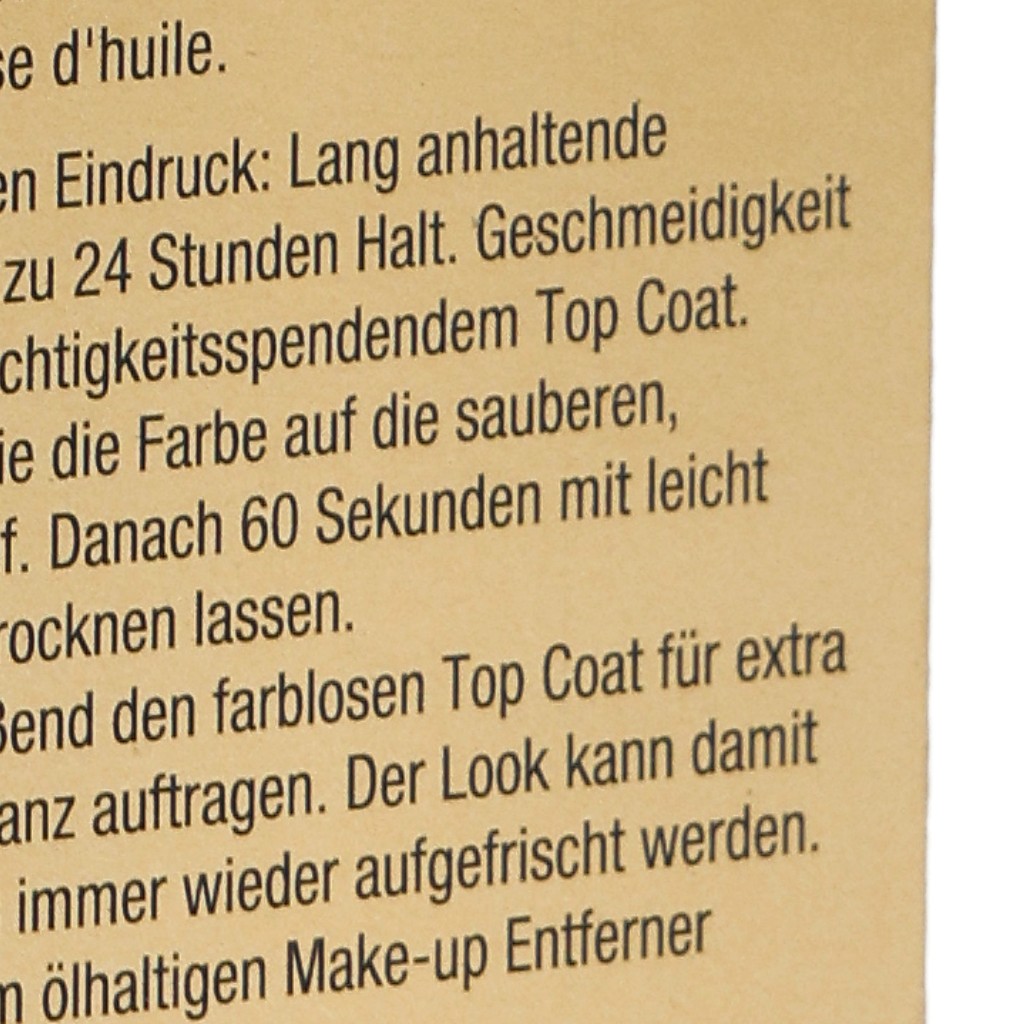 se d'huile.
en Eindruck: Lang anhaltende
zu 24 Stunden Halt. Geschmeidigkeit
chtigkeitsspendendem Top Coat.
ie die Farbe auf die sauberen,
f. Danach 60 Sekunden mit leicht
rocknen lassen.
ßend den farblosen Top Coat für extra
anz auftragen. Der Look kann damit
immer wieder aufgefrischt werden.
n ölhaltigen Make-up Entferner